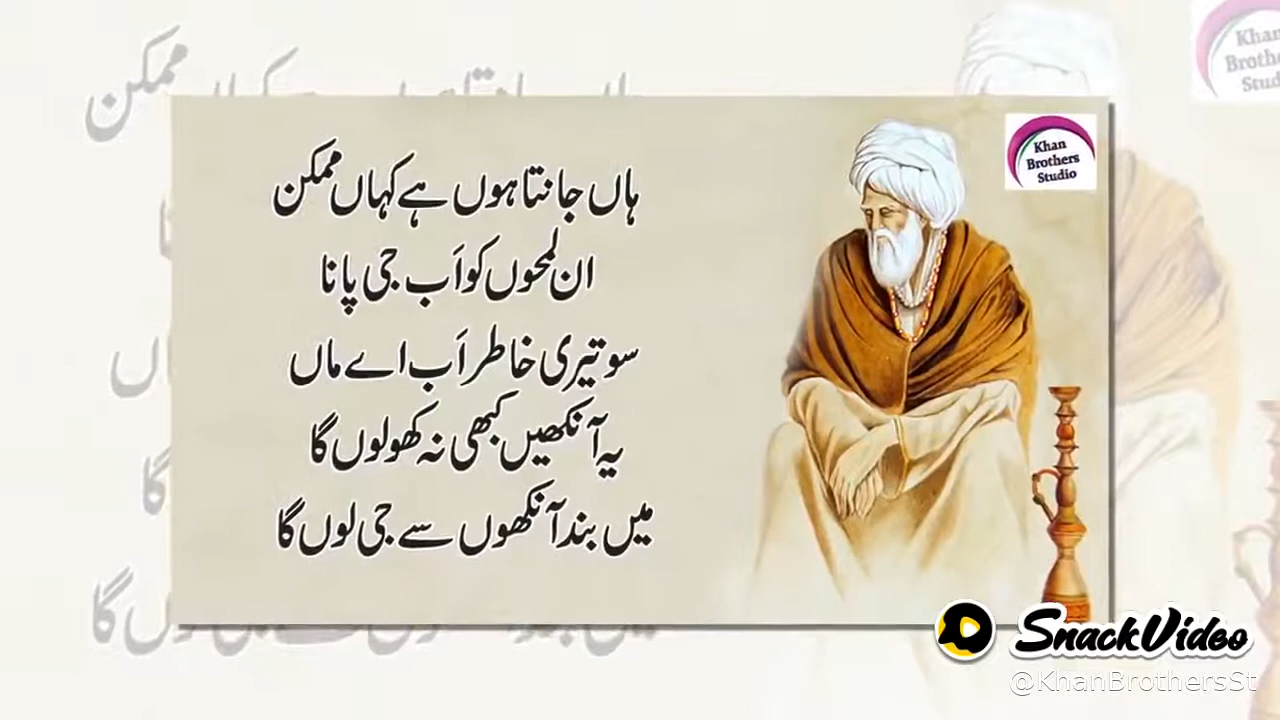 ہاں جانتا ہوں ہے کہاں ممکن
ان لمحوں کو اَب جی پانا
سو تیری خاطر اَب اے ماں
یہ آنکھیں کبھی نہ کھولوں گا
میں بند آنکھوں سے جی لوں گا
Khan
Brothers
Studio
SnackVideo
@KhanBrothersSt